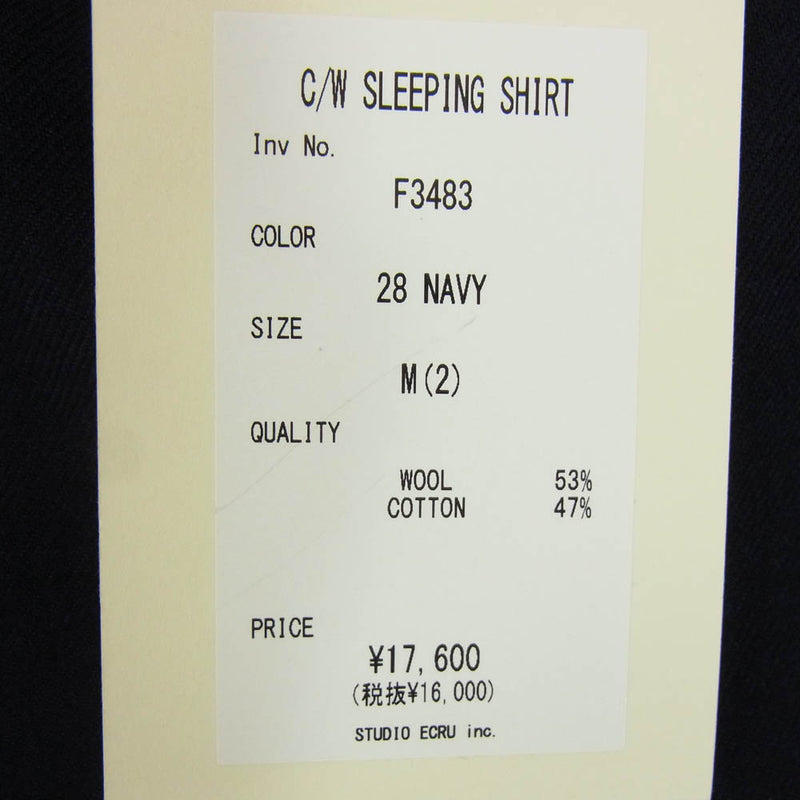 C/W SLEEPING SHIRT
Inv No.
F3483
COLOR
28 NAVY
SIZE
M(2)
QUALITY
WOOL 53%
COTTON 47%
PRICE
¥17,600
(税抜¥16,000)
STUDIO ECRU inc.